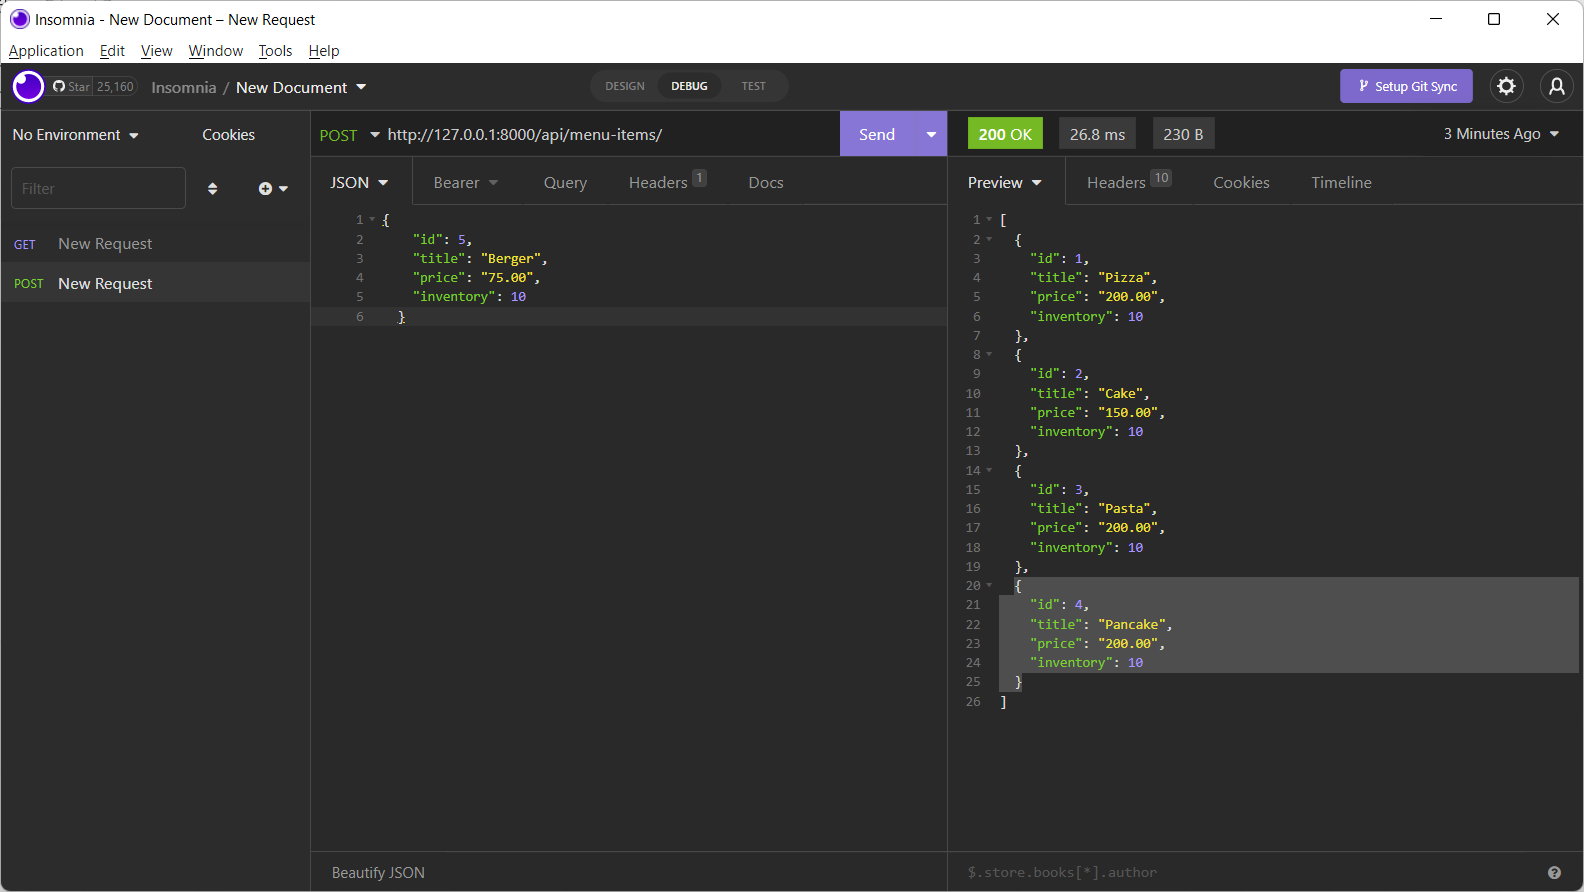 Insomnia - New Document – New Request
Application Edit View Window Tools Help
Star 25,160 Insomnia / New Document DESIGN DEBUG TEST Setup Git Sync
No Environment Cookies
Filter
GET New Request
POST New Request
POST http://127.0.0.1:8000/api/menu-items/ Send
JSON Bearer Query Headers 1 Docs
1 {
2 "id": 5,
3 "title": "Berger",
4 "price": "75.00",
5 "inventory": 10
6 }
Beautify JSON
200 OK 26.8 ms 230 B 3 Minutes Ago
Preview Headers 10 Cookies Timeline
1 [
2 {
3 "id": 1,
4 "title": "Pizza",
5 "price": "200.00",
6 "inventory": 10
7 },
8 {
9 "id": 2,
10 "title": "Cake",
11 "price": "150.00",
12 "inventory": 10
13 },
14 {
15 "id": 3,
16 "title": "Pasta",
17 "price": "200.00",
18 "inventory": 10
19 },
20 {
21 "id": 4,
22 "title": "Pancake",
23 "price": "200.00",
24 "inventory": 10
25 }
26 ]
$.store.books[*].author